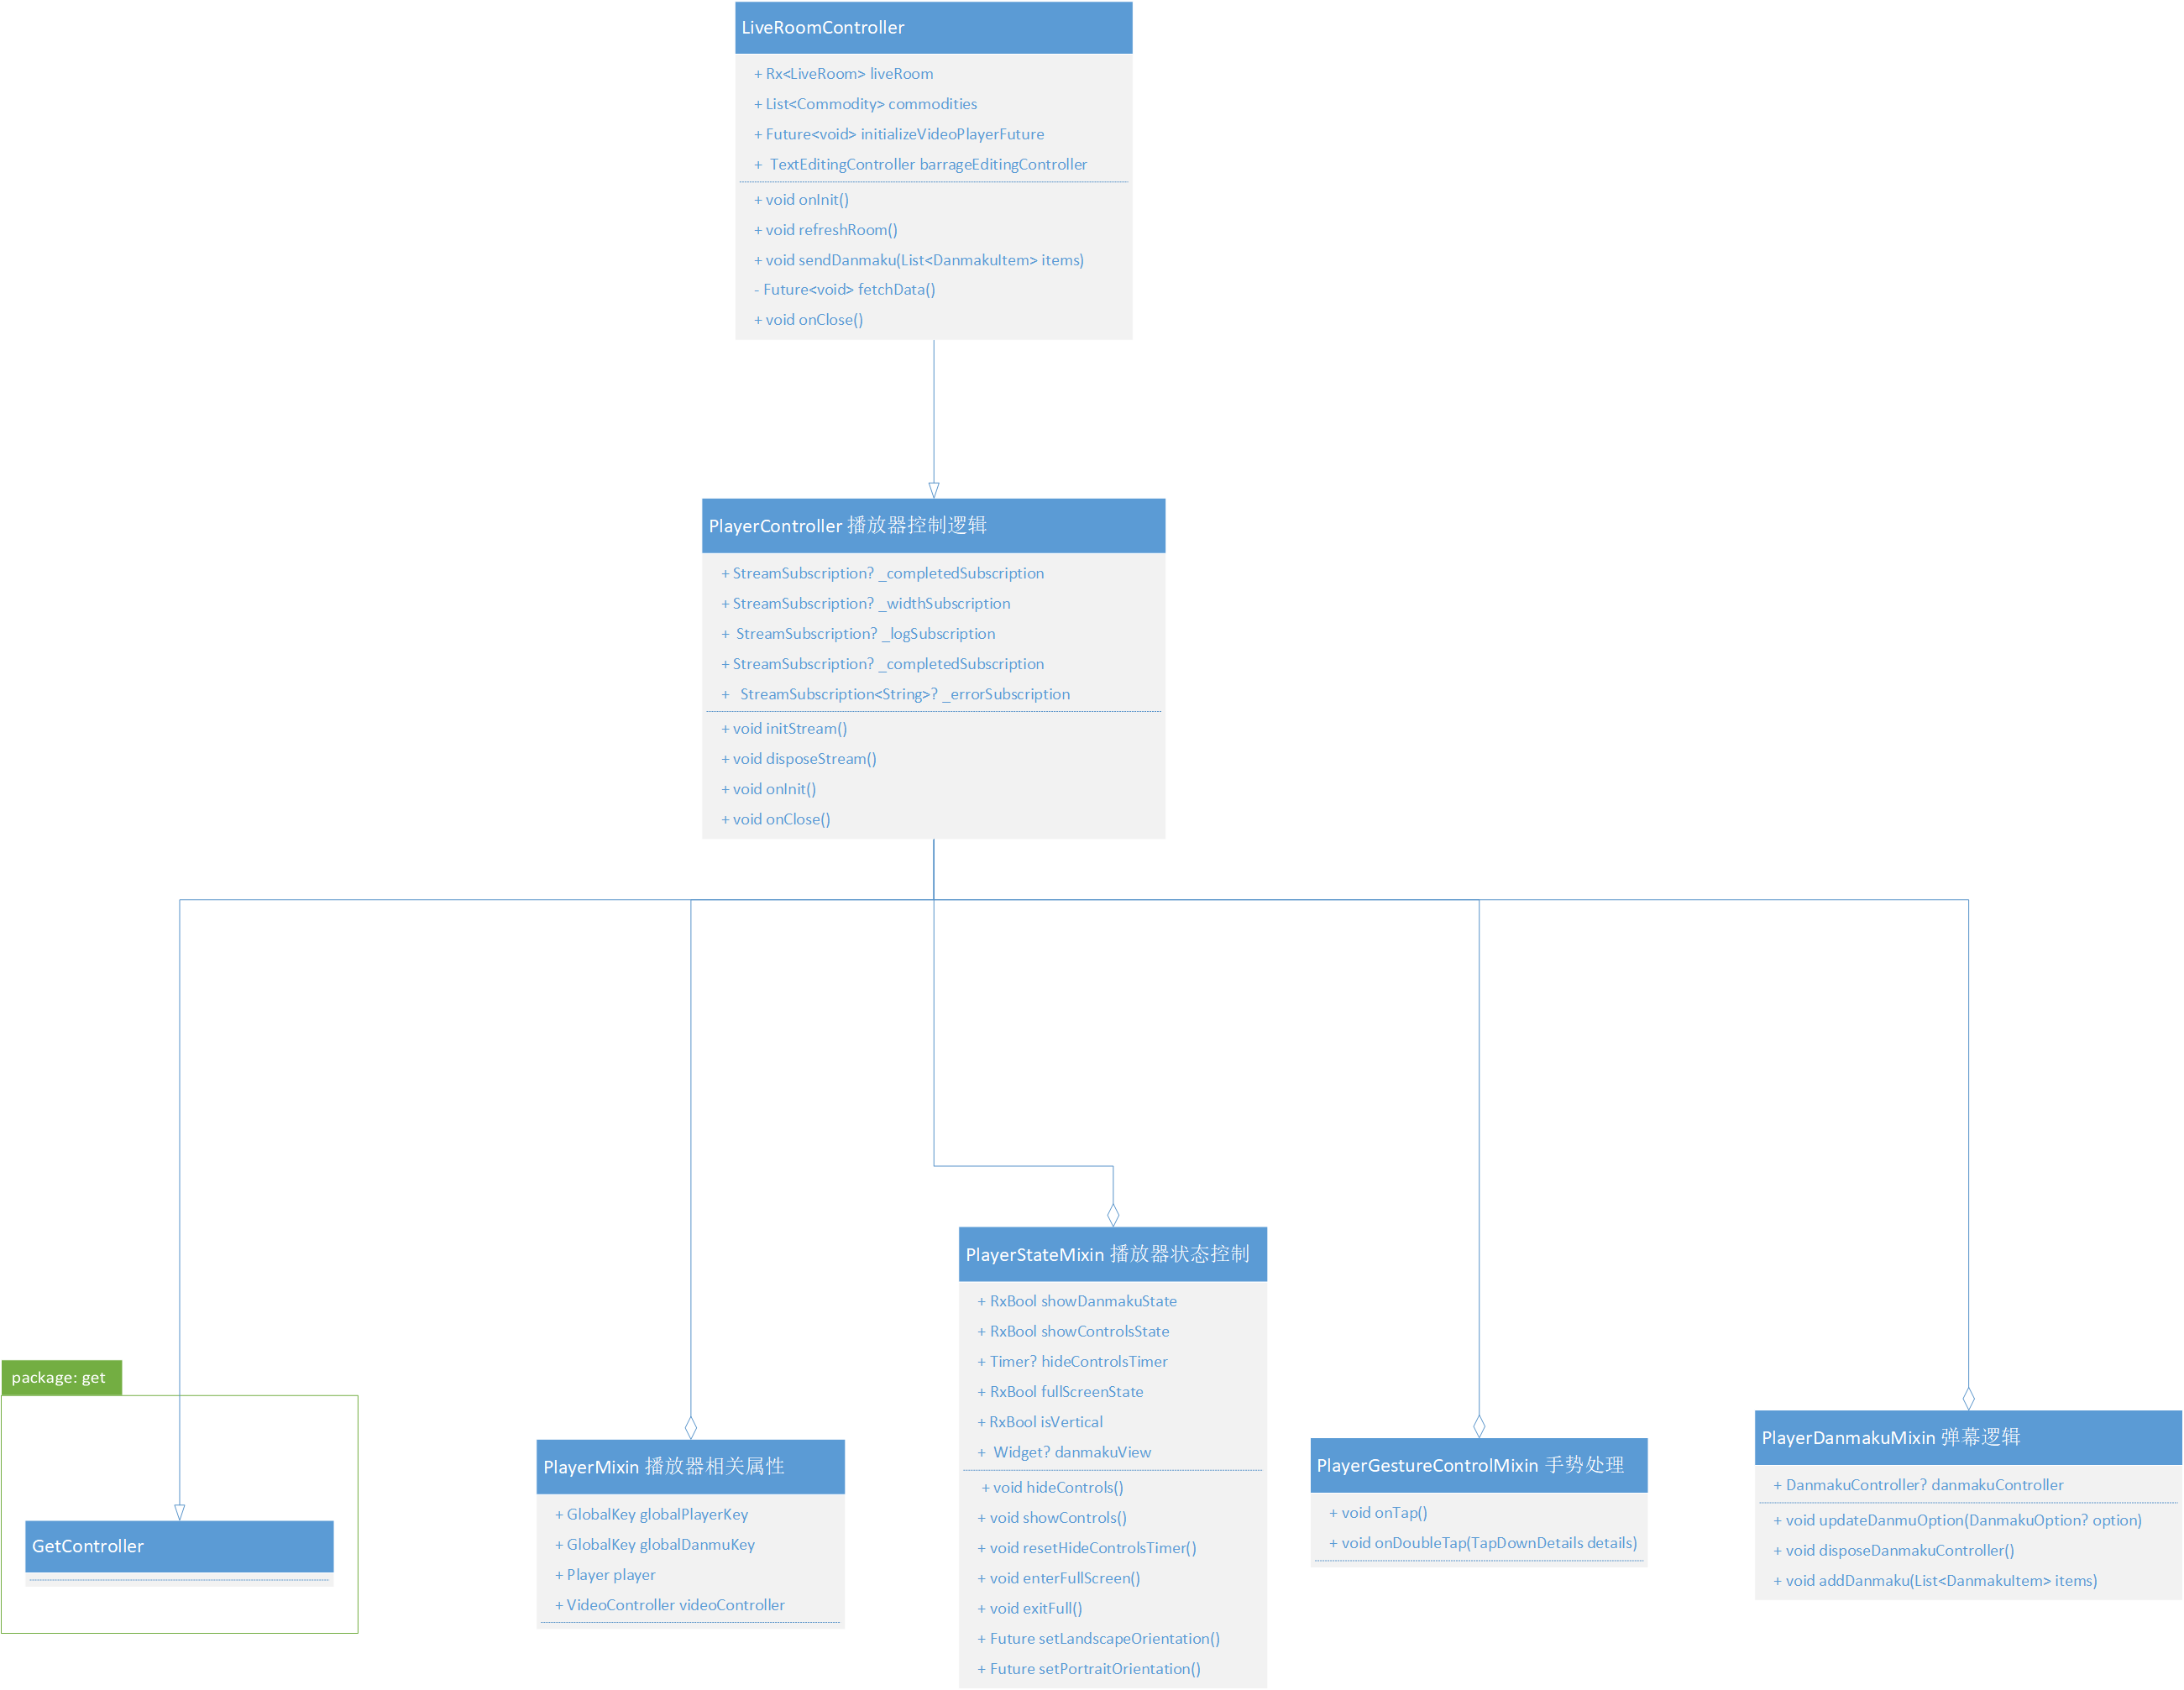 LiveRoomController
+ Rx<LiveRoom> liveRoom
+ List<Commodity> commodities
+ Future<void> initializeVideoPlayerFuture
+  TextEditingController barrageEditingController
+ void onInit()
+ void refreshRoom()
+ void sendDanmaku(List<DanmakuItem> items)
- Future<void> fetchData()
+ void onClose()
PlayerController 播放器控制逻辑
+ StreamSubscription? _completedSubscription
+ StreamSubscription? _widthSubscription
+  StreamSubscription? _logSubscription
+ StreamSubscription? _completedSubscription
+   StreamSubscription<String>? _errorSubscription
+ void initStream()
+ void disposeStream()
+ void onInit()
+ void onClose()
package: get
GetController
PlayerMixin 播放器相关属性
+ GlobalKey globalPlayerKey
+ GlobalKey globalDanmuKey
+ Player player
+ VideoController videoController
PlayerStateMixin 播放器状态控制
+ RxBool showDanmakuState
+ RxBool showControlsState
+ Timer? hideControlsTimer
+ RxBool fullScreenState
+ RxBool isVertical
+  Widget? danmakuView
+ void hideControls()
+ void showControls()
+ void resetHideControlsTimer()
+ void enterFullScreen()
+ void exitFull()
+ Future setLandscapeOrientation()
+ Future setPortraitOrientation()
PlayerGestureControlMixin 手势处理
+ void onTap()
+ void onDoubleTap(TapDownDetails details)
PlayerDanmakuMixin 弹幕逻辑
+ DanmakuController? danmakuController
+ void updateDanmuOption(DanmakuOption? option)
+ void disposeDanmakuController()
+ void addDanmaku(List<DanmakuItem> items)